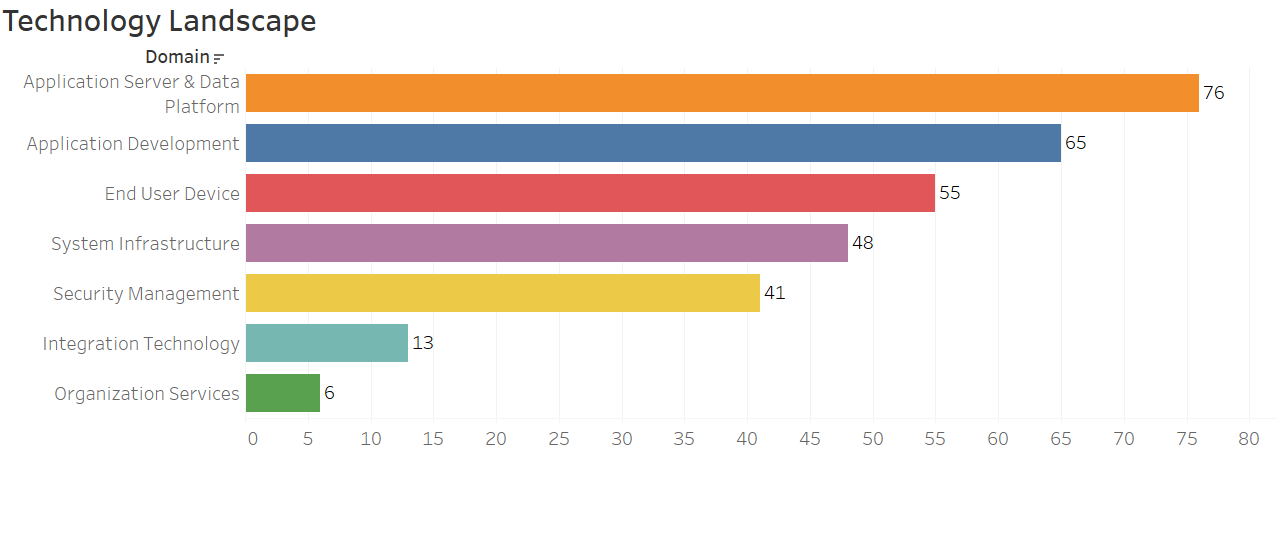 Technology Landscape
Domain
Application Server & Data
Platform
76
Application Development
65
End User Device
55
System Infrastructure
48
Security Management
41
Integration Technology
13
Organization Services
6
0 5 10 15 20 25 30 35 40 45 50 55 60 65 70 75 80